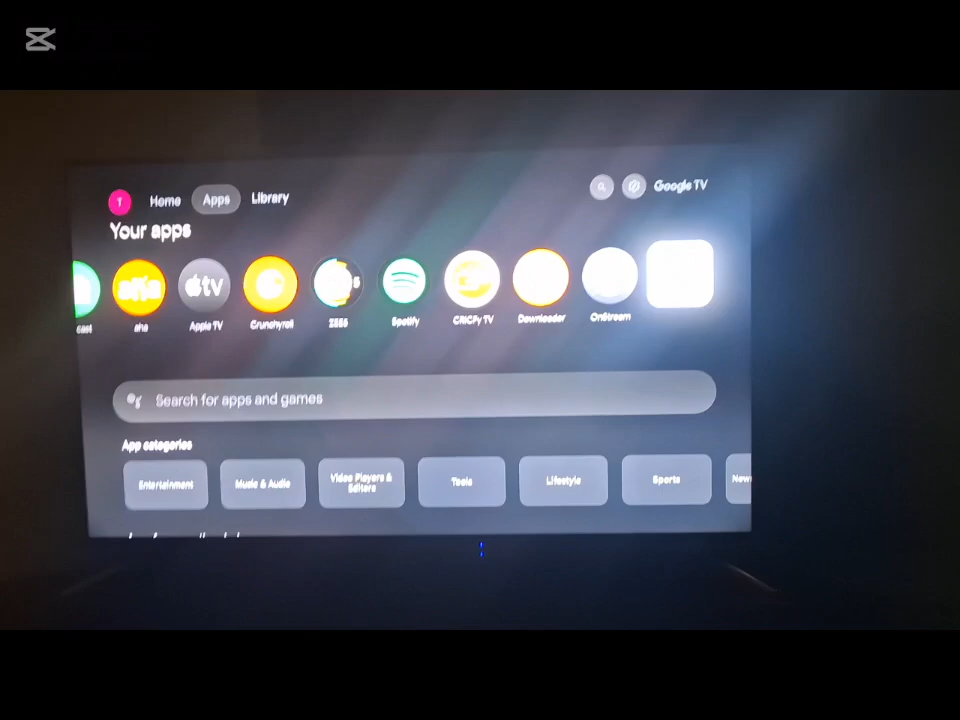 Home Apps Library
Google TV
Your apps
aha
tv
aha
Apple TV
Crunchyroll
ZEE5
Spotify
CRICFy TV
Downloader
OnStream
Search for apps and games
App categories
Entertainment
Music & Audio
Video Players &
Editors
Tools
Lifestyle
Sports